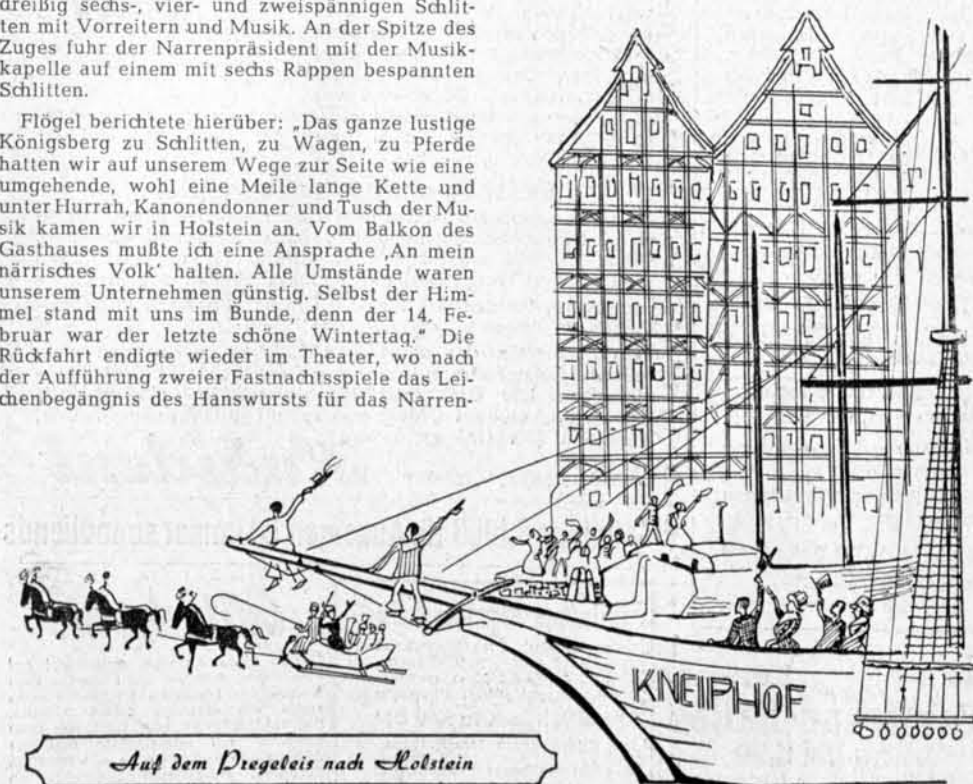 dreißig sechs-, vier- und zweispännigen Schlit-
ten mit Vorreitern und Musik. An der Spitze des
Zuges fuhr der Narrenpräsident mit der Musik-
kapelle auf einem mit sechs Rappen bespannten
Schlitten.
Flögel berichtete hierüber: „Das ganze lustige
Königsberg zu Schlitten, zu Wagen, zu Pferde
hatten wir auf unserem Wege zur Seite wie eine
umgehende, wohl eine Meile lange Kette und
unter Hurrah, Kanonendonner und Tusch der Mu-
sik kamen wir in Holstein an. Vom Balkon des
Gasthauses mußte ich eine Ansprache ‚An mein
närrisches Volk‘ halten. Alle Umstände waren
unserem Unternehmen günstig. Selbst der Him-
mel stand mit uns im Bunde, denn der 14. Fe-
bruar war der letzte schöne Wintertag.“ Die
Rückfahrt endigte wieder im Theater, wo nach
der Aufführung zweier Fastnachtsspiele das Lei-
chenbegängnis des Hanswursts für das Narren-
KNEIPHOF
Auf dem Pregeleis nach Holstein